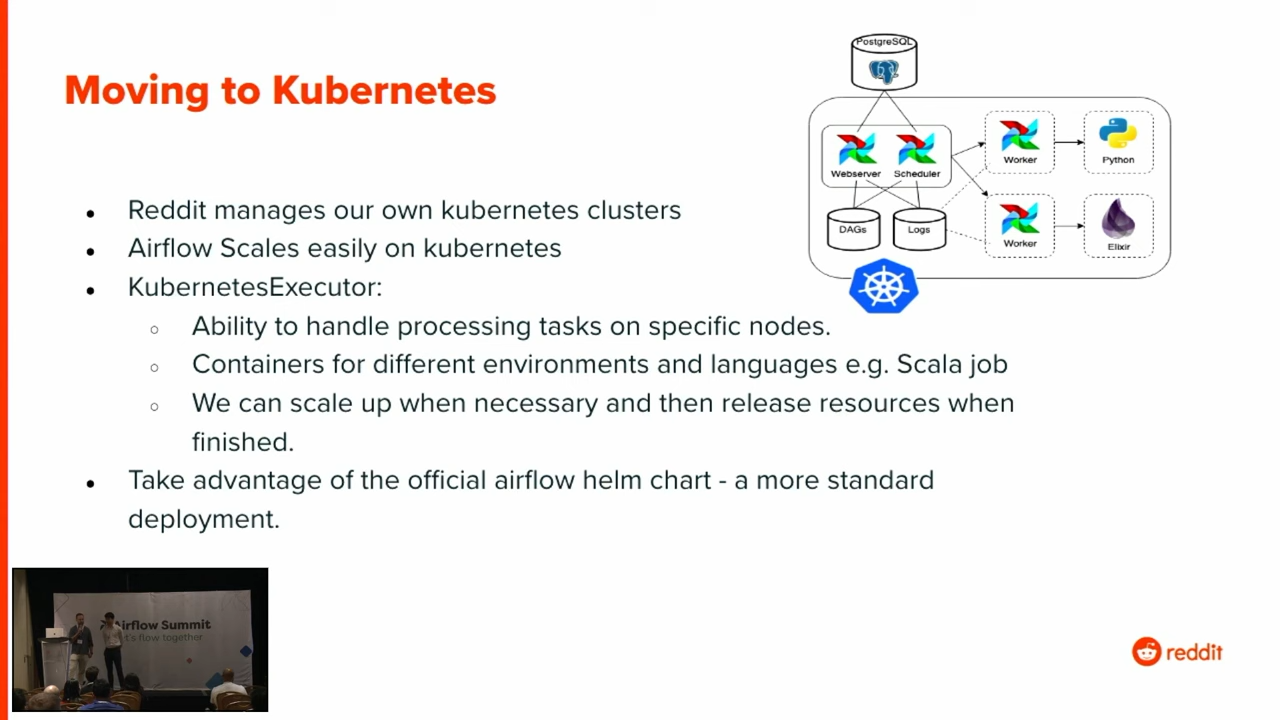 Moving to Kubernetes
Reddit manages our own kubernetes clusters
Airflow Scales easily on kubernetes
KubernetesExecutor:
Ability to handle processing tasks on specific nodes.
Containers for different environments and languages e.g. Scala job
We can scale up when necessary and then release resources when
finished.
Take advantage of the official airflow helm chart - a more standard
deployment.
PostgreSQL
Webserver
Scheduler
Worker
Python
DAGs
Logs
Worker
Elixir
Airflow Summit
Let's flow together
reddit